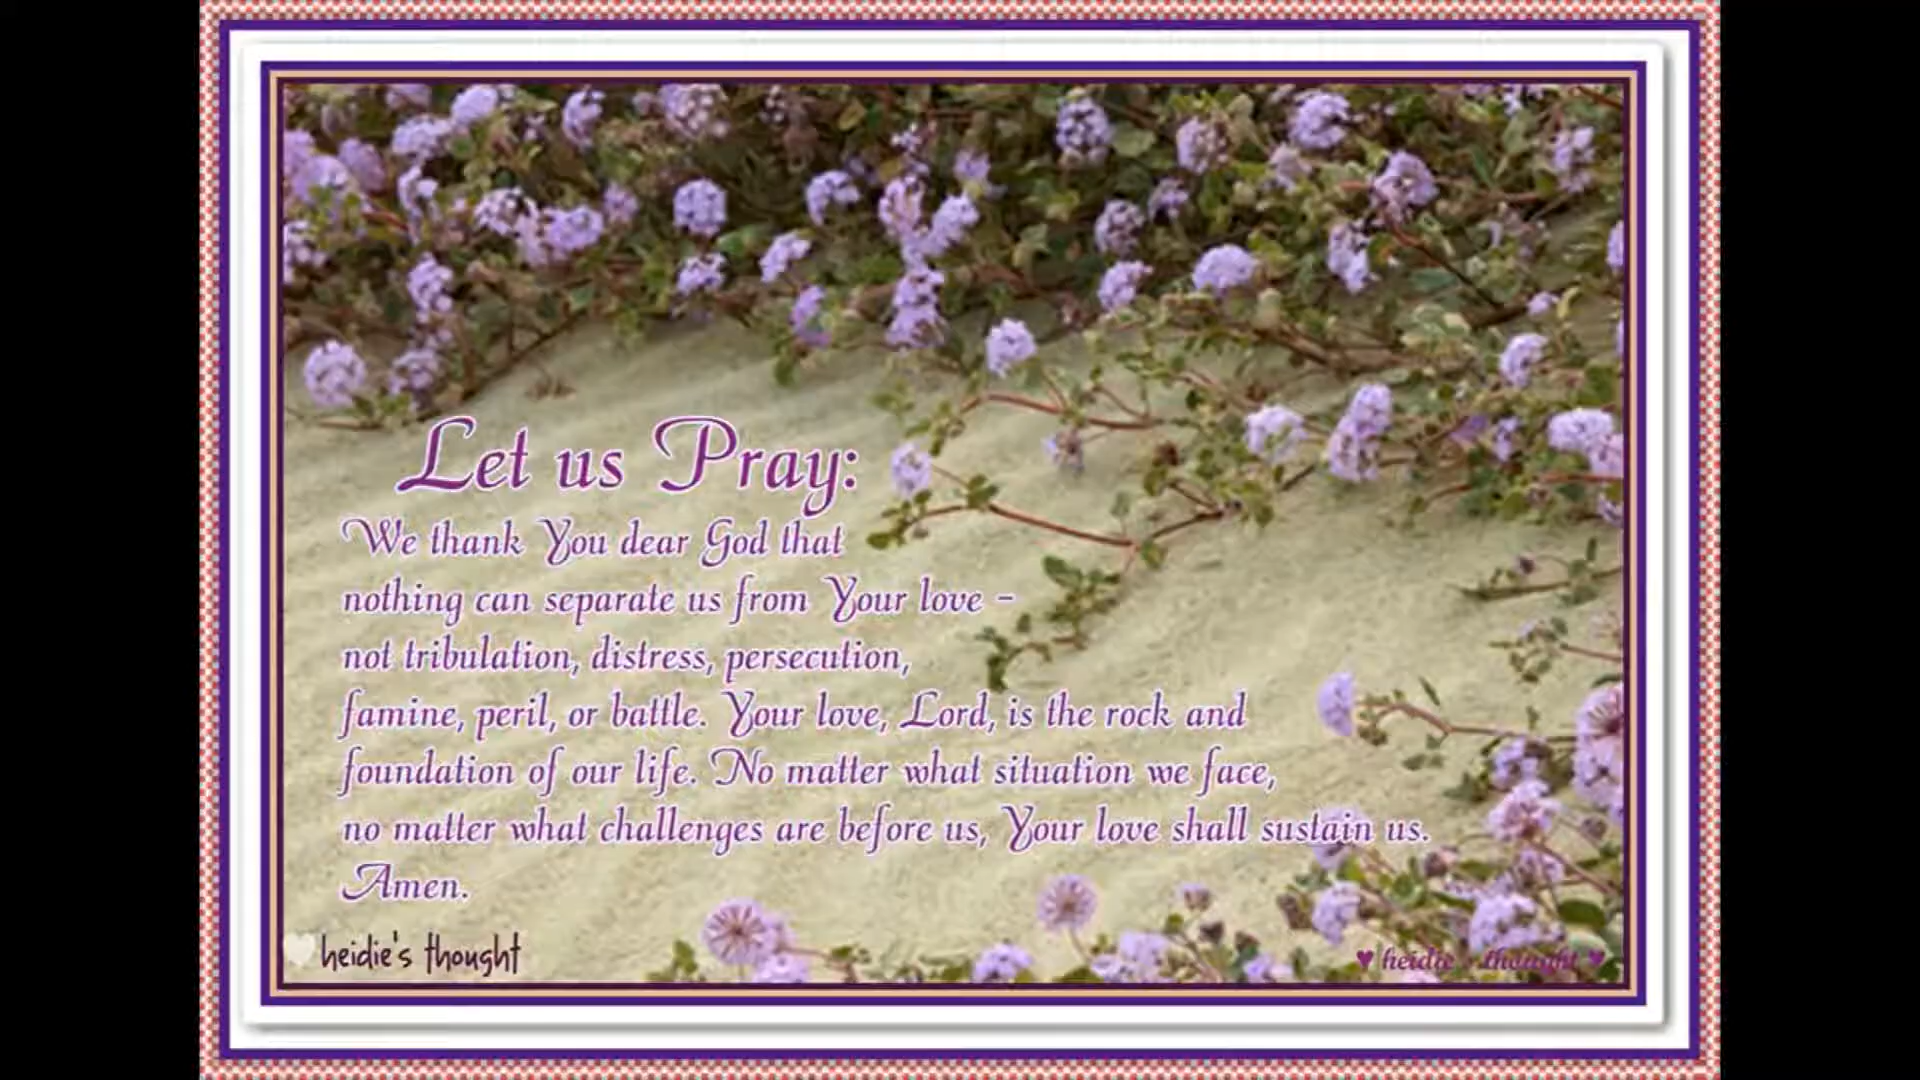 Let us Pray:
We thank You dear God that
nothing can separate us from Your love –
not tribulation, distress, persecution,
famine, peril, or battle. Your love, Lord, is the rock and
foundation of our life. No matter what situation we face,
no matter what challenges are before us, Your love shall sustain us.
Amen.
heidie's thought
♥ heidie's thought ♥